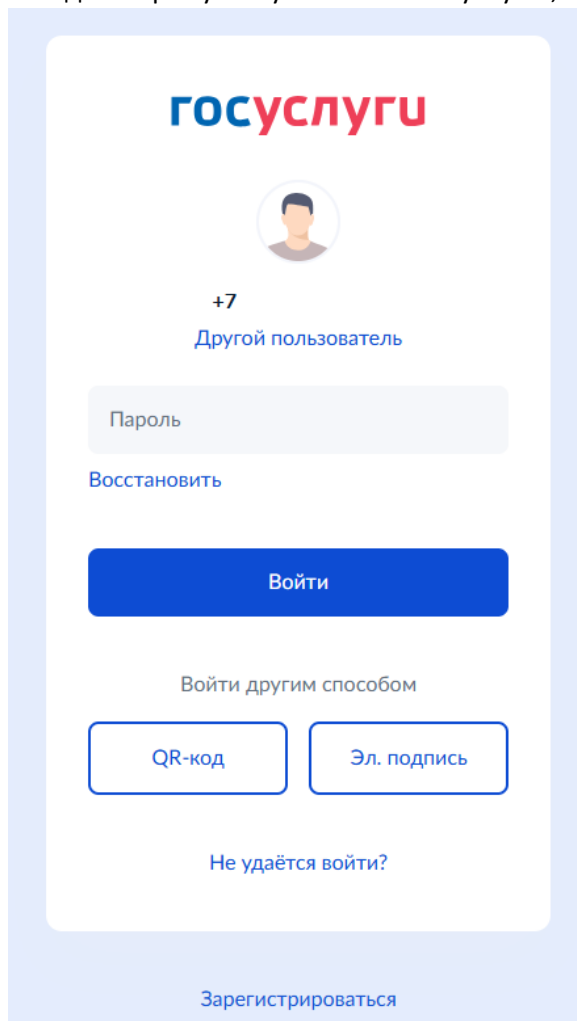 госуслуги
+7
Другой пользователь
Пароль
Восстановить
Войти
Войти другим способом
QR-код
Эл. подпись
Не удаётся войти?
Зарегистрироваться